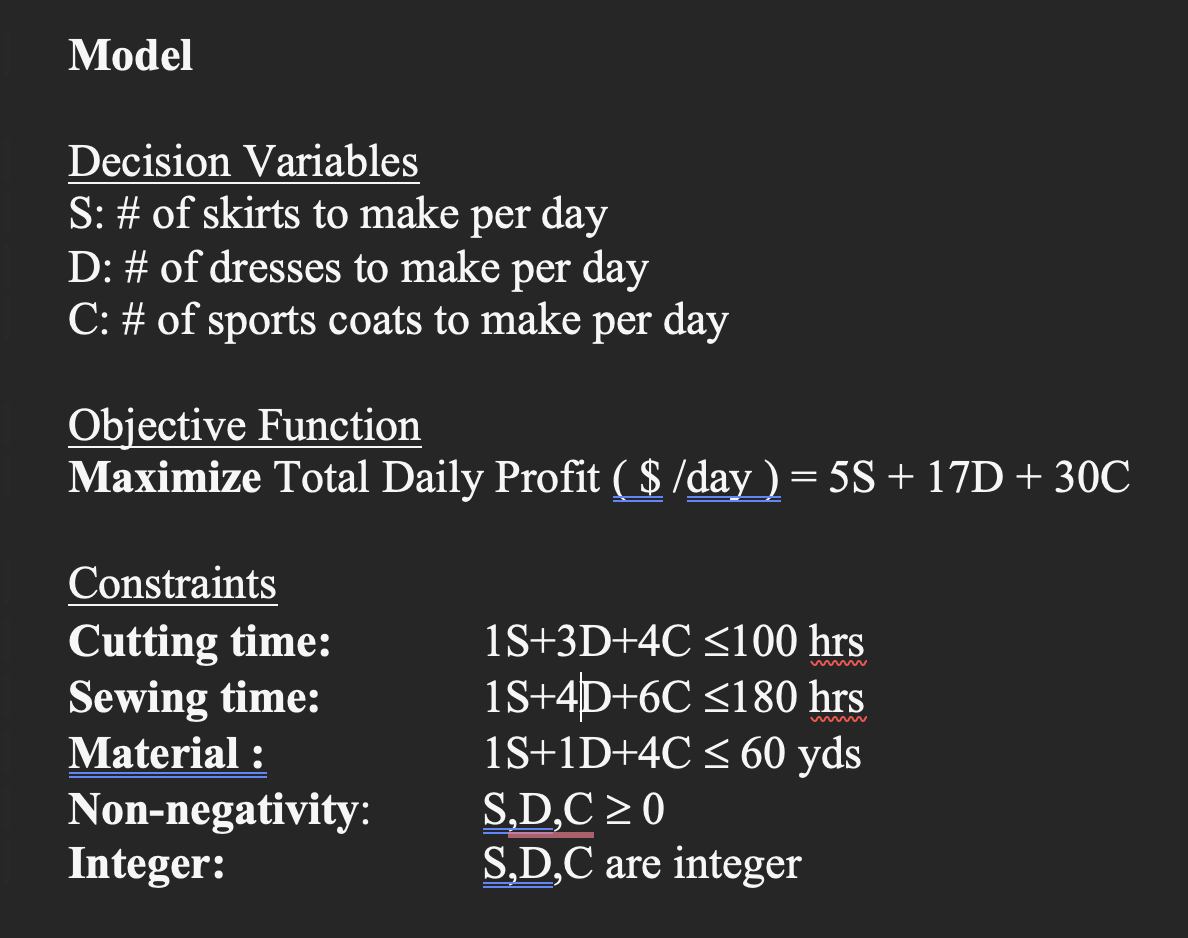 Model
Decision Variables
S: # of skirts to make per day
D: # of dresses to make per day
C: # of sports coats to make per day
Objective Function
Maximize Total Daily Profit ( $ /day ) = 5S + 17D + 30C
Constraints
Cutting time: 1S+3D+4C ≤100 hrs
Sewing time: 1S+4D+6C ≤180 hrs
Material : 1S+1D+4C ≤ 60 yds
Non-negativity: S,D,C ≥ 0
Integer: S,D,C are integer